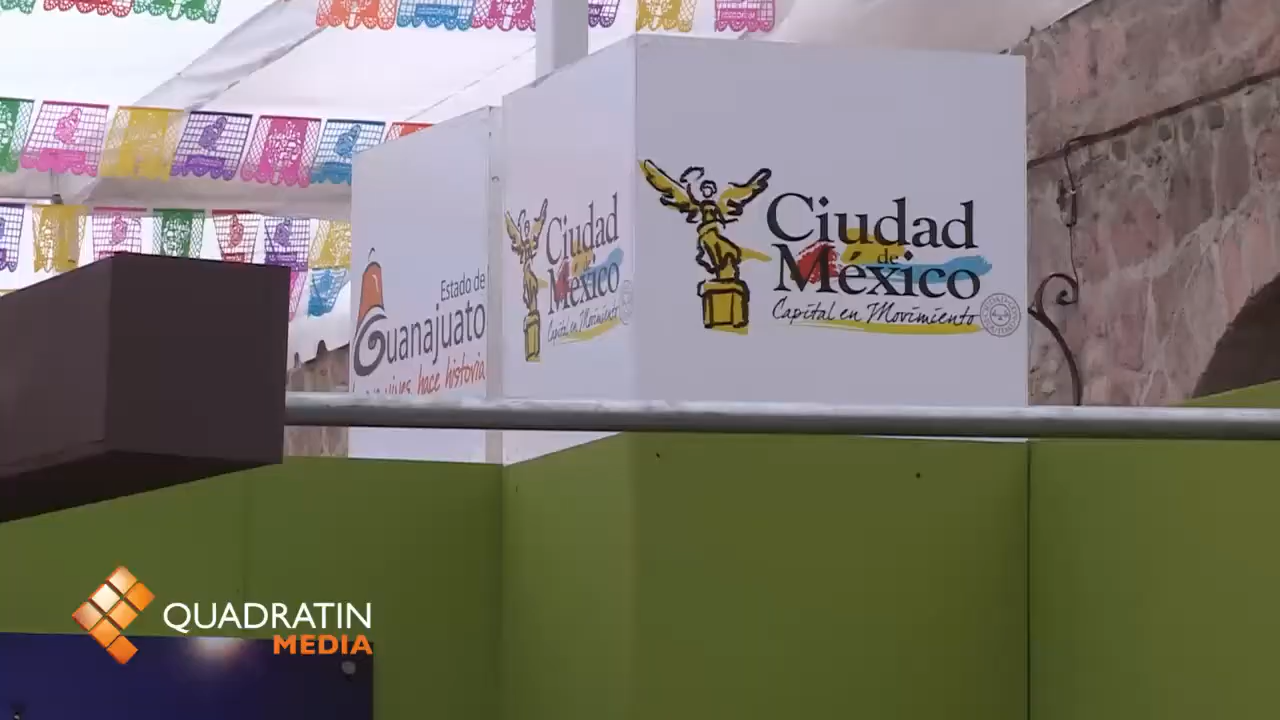 Estado de
Guanajuato
hace historia
Ciudad
de
México
Capital en Movimiento
Ciudad
de
México
Capital en Movimiento
QUADRATIN
MEDIA